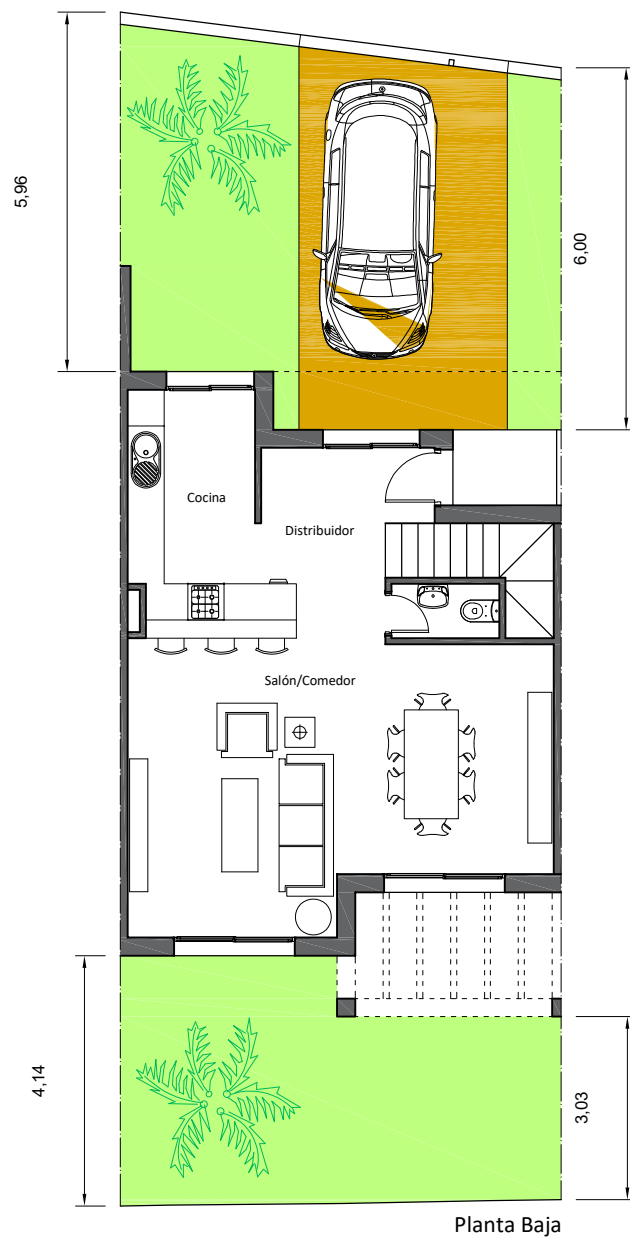 5,96
6,00
Cocina
Distribuidor
Salón/Comedor
4,14
3,03
Planta Baja